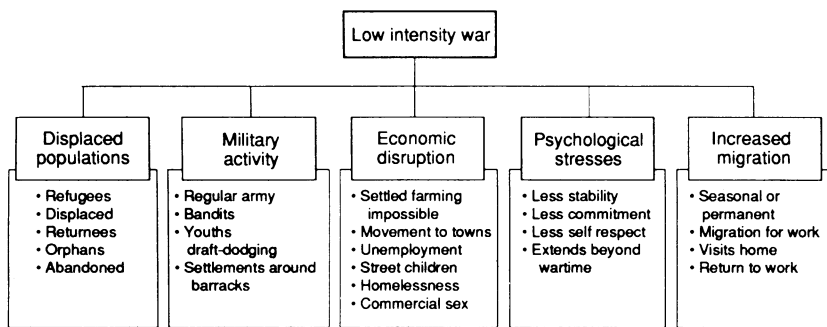 Low intensity war
Displaced
populations
• Refugees
• Displaced
• Returnees
• Orphans
• Abandoned
Military
activity
• Regular army
• Bandits
• Youths
draft-dodging
• Settlements around
barracks
Economic
disruption
• Settled farming
impossible
• Movement to towns
• Unemployment
• Street children
• Homelessness
• Commercial sex
Psychological
stresses
• Less stability
• Less commitment
• Less self respect
• Extends beyond
wartime
Increased
migration
• Seasonal or
permanent
• Migration for work
• Visits home
• Return to work